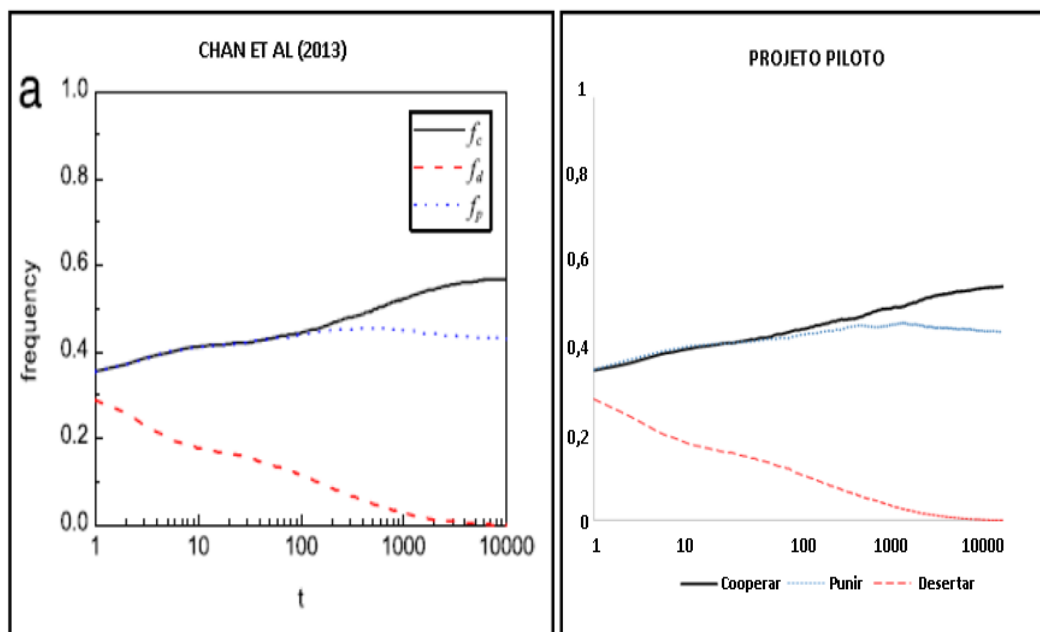 CHAN ET AL (2013)
a
1.0
0.8
0.6
0.4
0.2
0.0
frequency
f_c
f_d
f_p
1 10 100 1000 10000
t
PROJETO PILOTO
1
0,8
0,6
0,4
0,2
0
1 10 100 1000 10000
Cooperar Punir Desertar